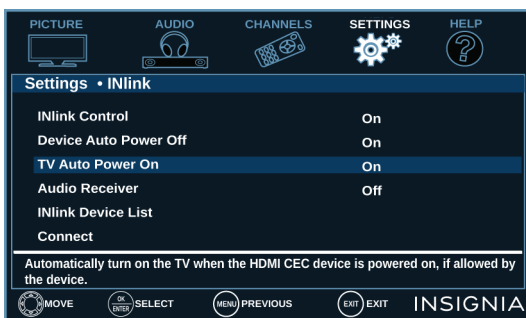 PICTURE AUDIO CHANNELS SETTINGS HELP
Settings • INlink
INlink Control On
Device Auto Power Off On
TV Auto Power On On
Audio Receiver Off
INlink Device List
Connect
Automatically turn on the TV when the HDMI CEC device is powered on, if allowed by
the device.
MOVE OK ENTER SELECT MENU PREVIOUS EXIT EXIT INSIGNIA